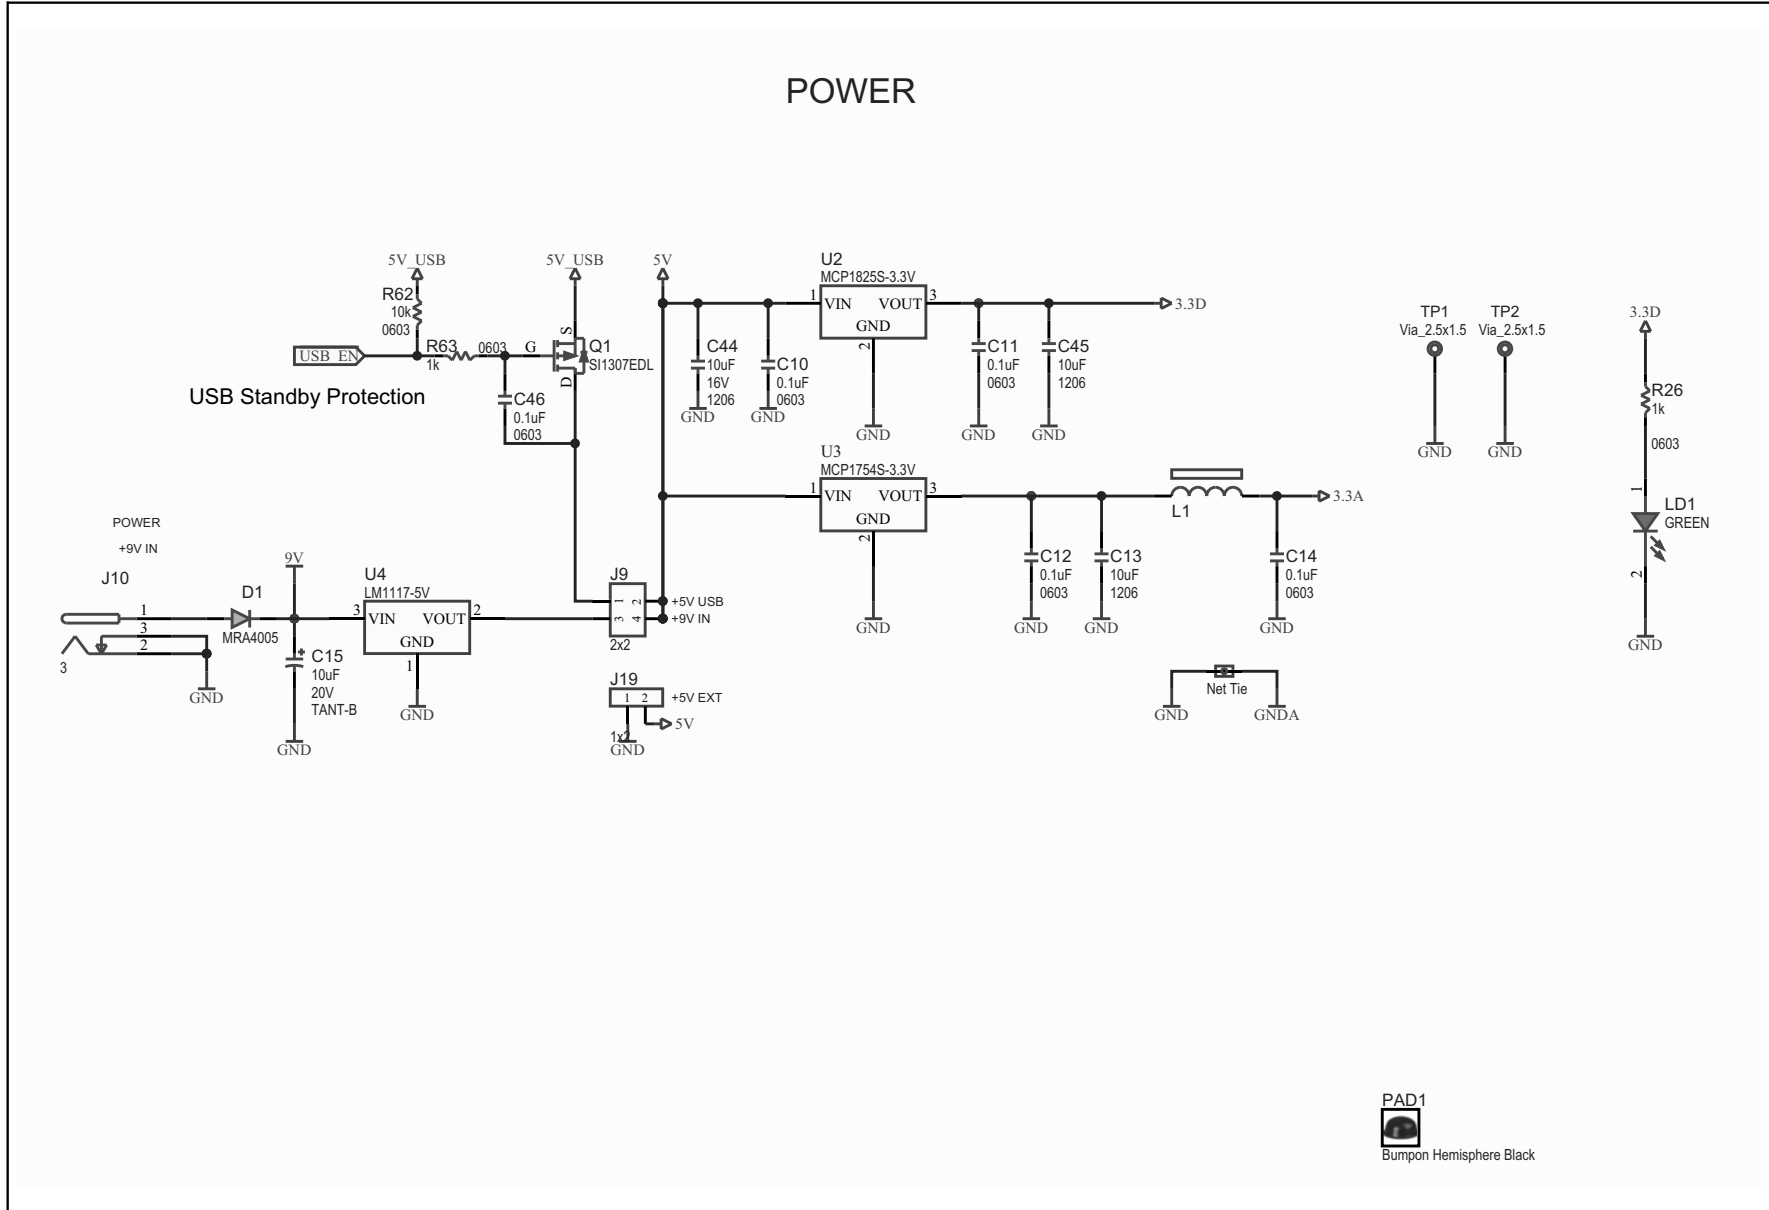 POWER
5V_USB
R62
10k
0603
USB_EN
R63
1k
0603
USB Standby Protection
C46
0.1uF
0603
5V_USB
G
S
D
Q1
SI1307EDL
5V
C44
10uF
16V
1206
GND
C10
0.1uF
0603
GND
U2
MCP1825S-3.3V
1
VIN
VOUT
3
GND
2
GND
C11
0.1uF
0603
GND
C45
10uF
1206
GND
3.3D
U3
MCP1754S-3.3V
1
VIN
VOUT
3
GND
2
GND
C12
0.1uF
0603
GND
C13
10uF
1206
GND
L1
C14
0.1uF
0603
GND
3.3A
TP1
Via_2.5x1.5
GND
TP2
Via_2.5x1.5
GND
3.3D
R26
1k
0603
1
LD1
GREEN
2
GND
POWER
+9V IN
J10
1
3
2
3
GND
D1
MRA4005
9V
C15
+
10uF
20V
TANT-B
GND
U4
LM1117-5V
3
VIN
VOUT
2
GND
1
GND
J9
1 2
3 4
+5V USB
+9V IN
2x2
J19
1 2
+5V EXT
5V
1x2
GND
Net Tie
GND
GNDA
PAD1
Bumpon Hemisphere Black